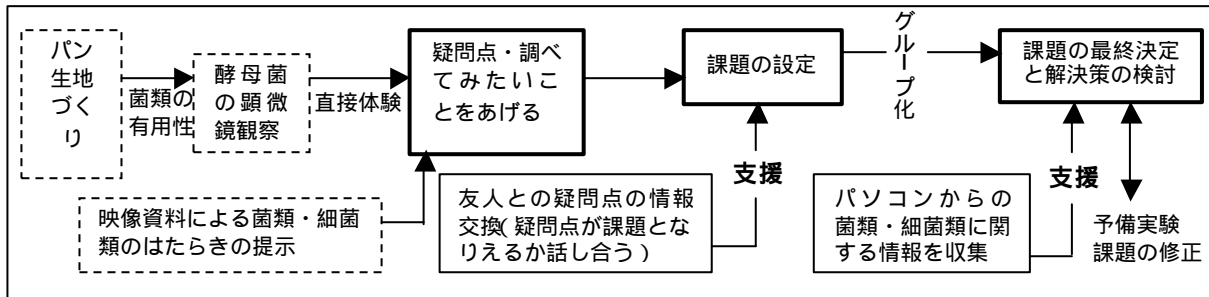 パン
生地
づく
り
菌類の
有用性
酵母菌
の顕微
鏡観察
直接体験
疑問点・調べ
てみたいこ
とをあげる
課題の設定
グループ化
課題の最終決定
と解決策の検討
映像資料による菌類・細菌
類のはたらきの提示
友人との疑問点の情報
交換(疑問点が課題とな
りえるか話し合う)
支援
パソコンからの
菌類・細菌類に関
する情報を収集
支援
予備実験
課題の修正